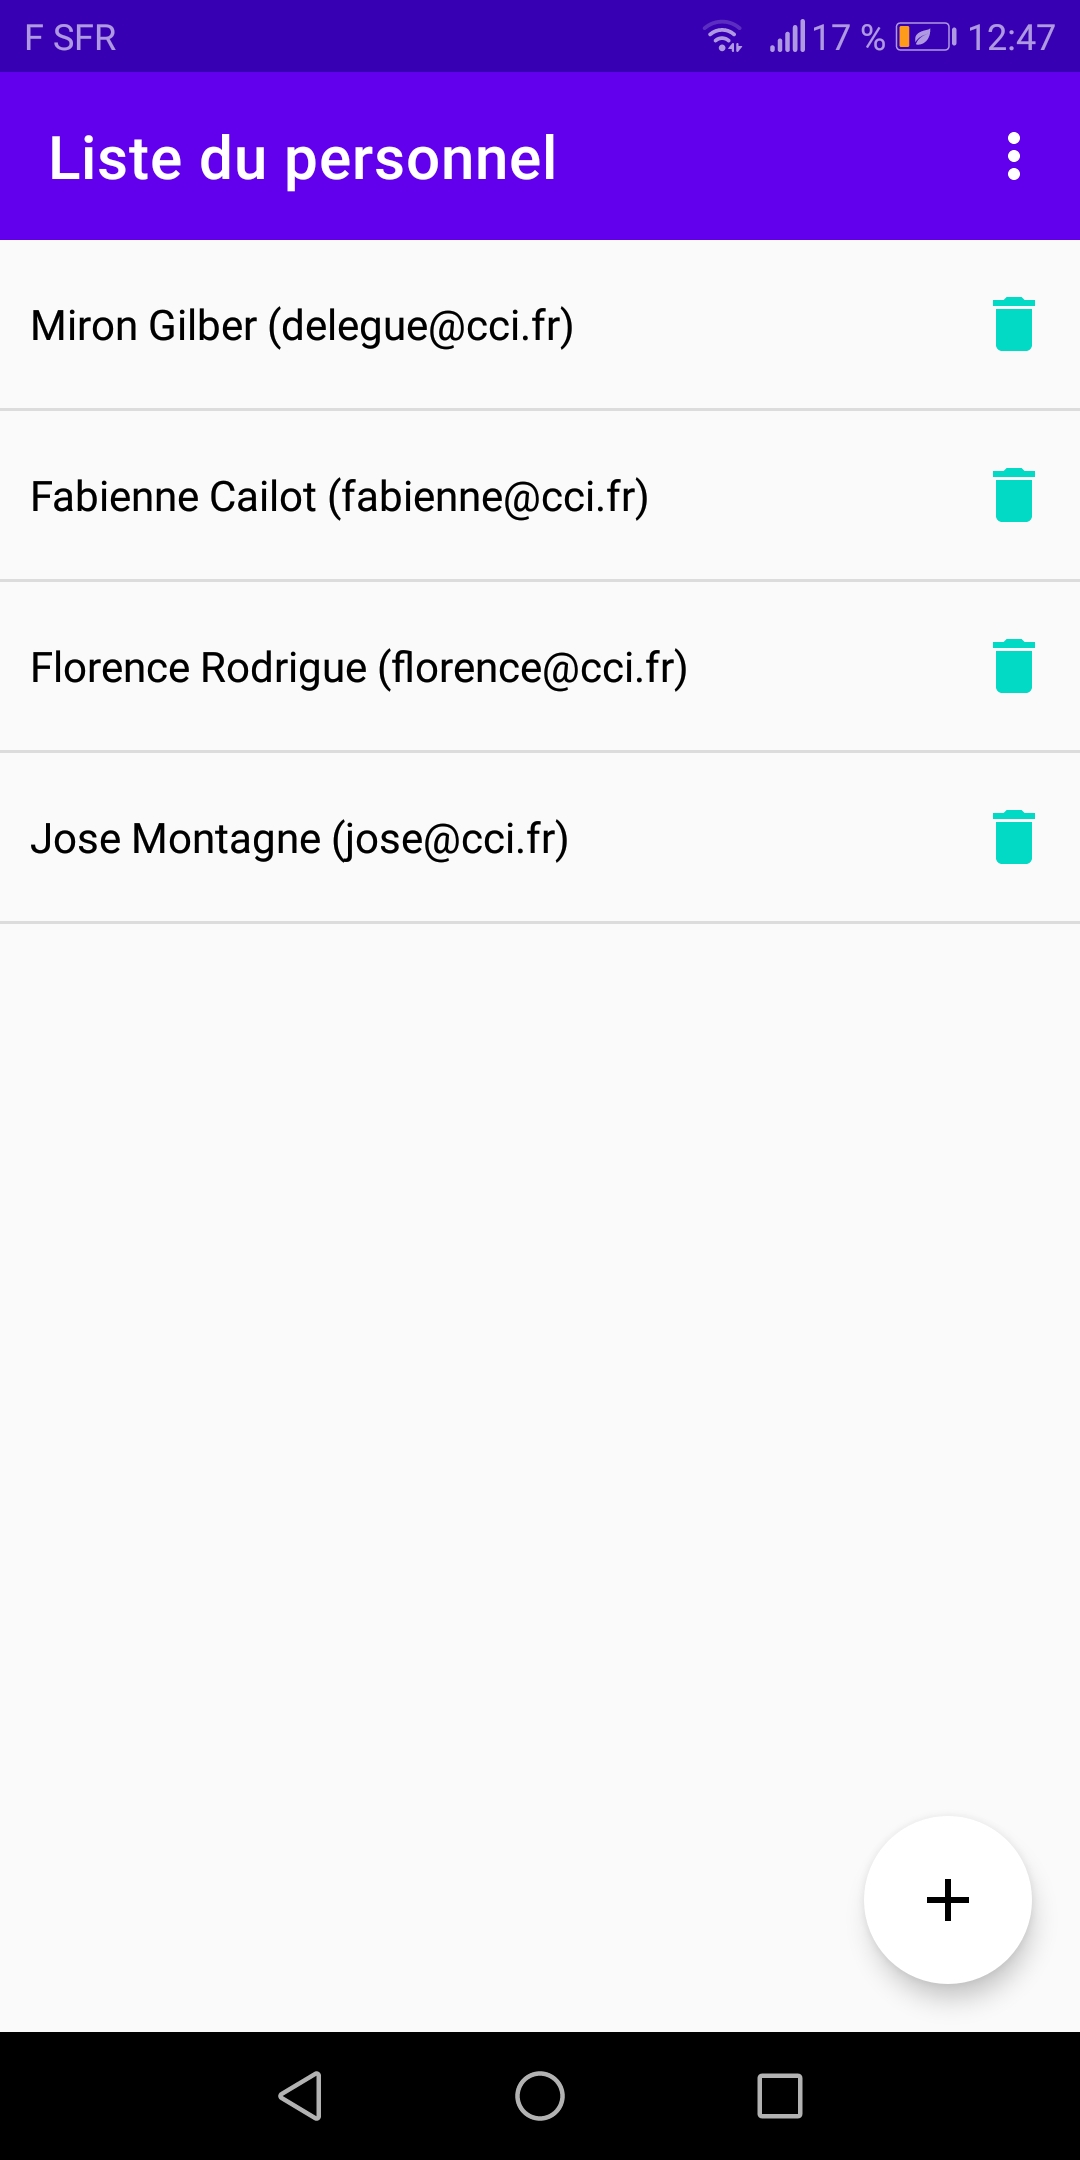 F SFR 17 % 12:47
Liste du personnel
Miron Gilber (delegue@cci.fr)
Fabienne Cailot (fabienne@cci.fr)
Florence Rodrigue (florence@cci.fr)
Jose Montagne (jose@cci.fr)